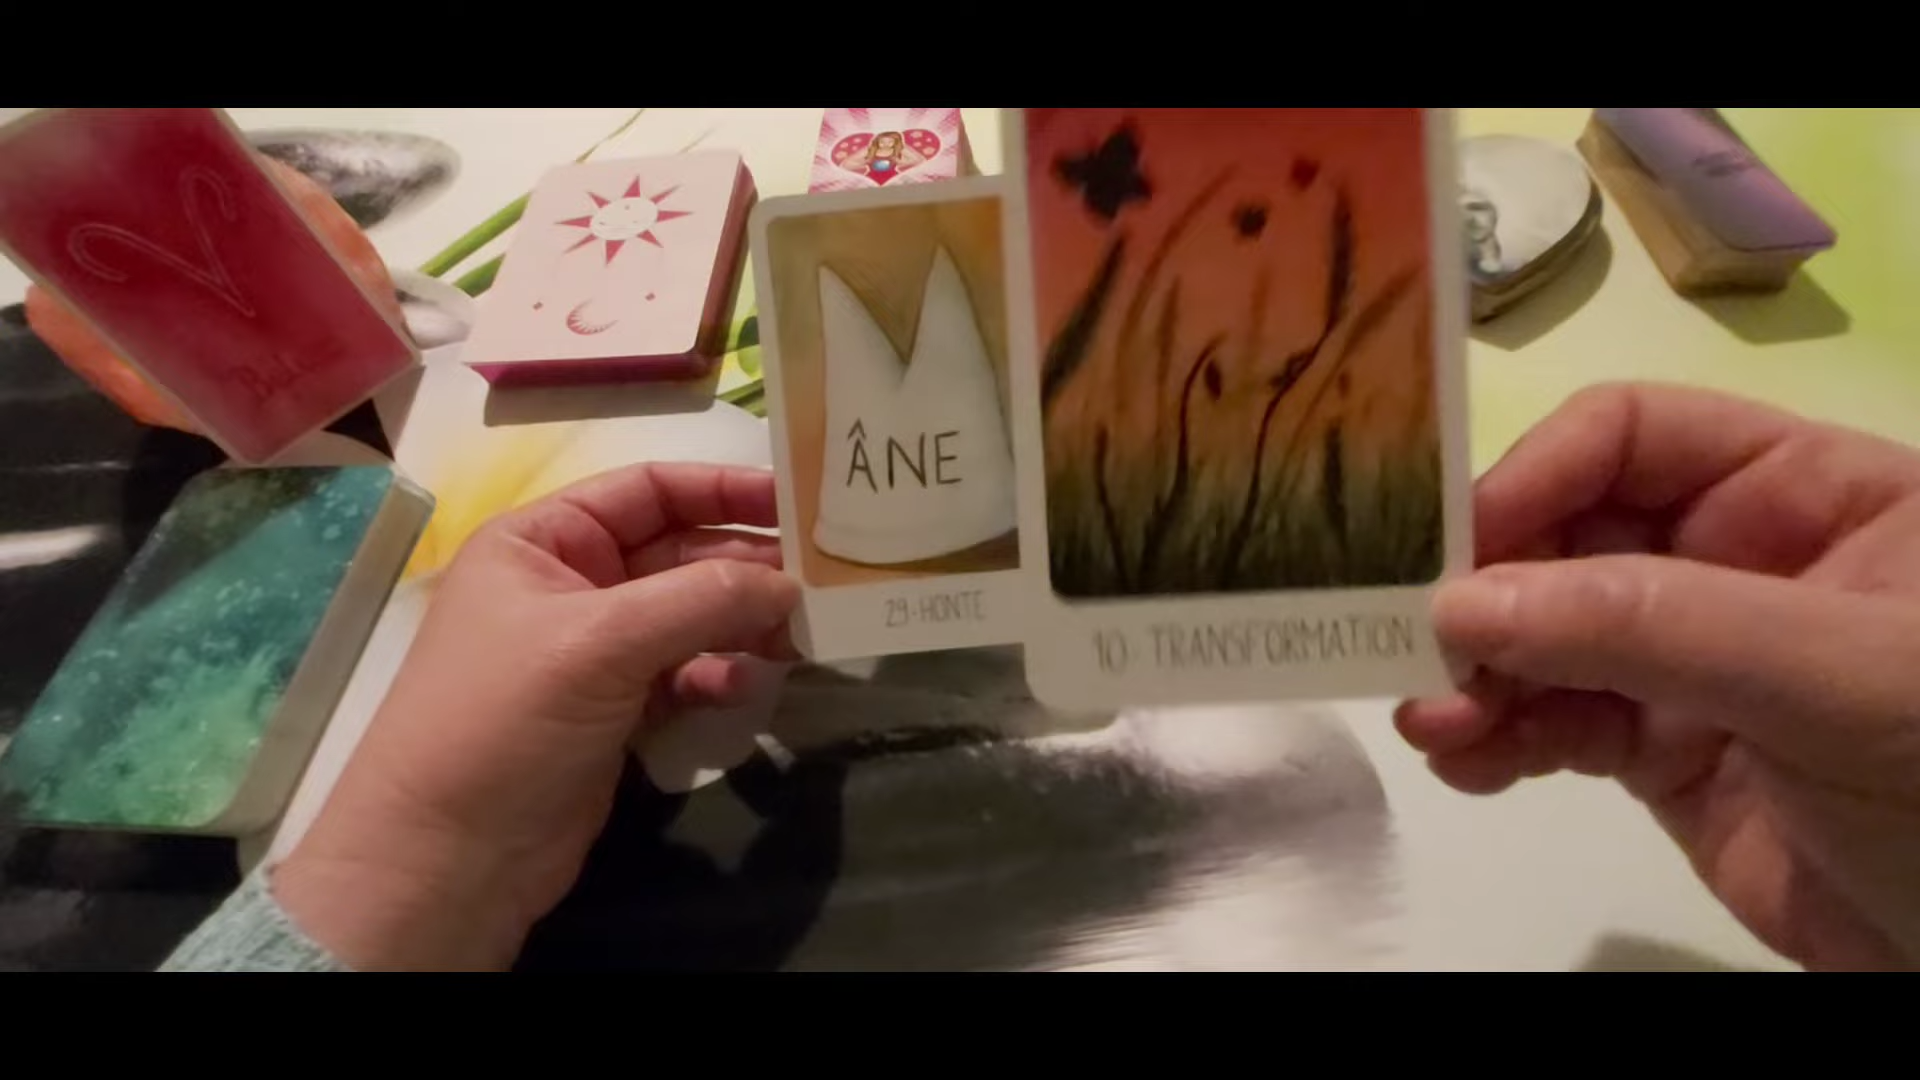 ÂNE
29 · HONTE
10 · TRANSFORMATION